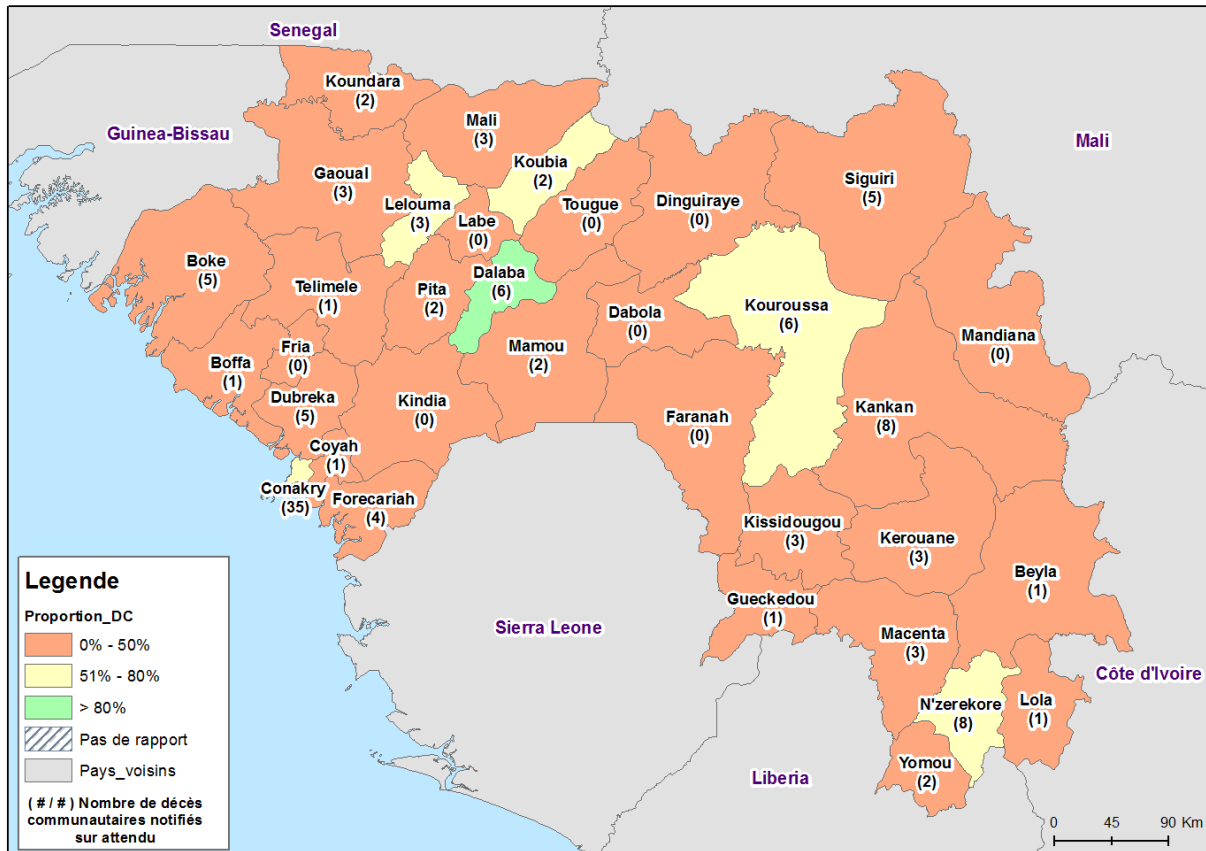 Senegal
Koundara
(2)
Guinea-Bissau
Mali
(3)
Mali
Koubia
(2)
Gaoual
(3)
Siguiri
(5)
Lelouma
(3)
Tougue
(0)
Dinguiraye
(0)
Labe
(0)
Boke
(5)
Dalaba
(6)
Telimele
(1)
Pita
(2)
Kouroussa
(6)
Dabola
(0)
Mandiana
(0)
Fria
(0)
Mamou
(2)
Boffa
(1)
Dubreka
(5)
Kindia
(0)
Kankan
(8)
Faranah
(0)
Coyah
(1)
Conakry
(35)
Forecariah
(4)
Kissidougou
(3)
Kerouane
(3)
Beyla
(1)
Gueckedou
(1)
Sierra Leone
Macenta
(3)
Côte d'Ivoire
N'zerekore
(8)
Lola
(1)
Yomou
(2)
Liberia
Legende
Proportion_DC
0% - 50%
51% - 80%
> 80%
Pas de rapport
Pays_voisins
( # / # ) Nombre de décès
communautaires notifiés
sur attendu
0 45 90 Km